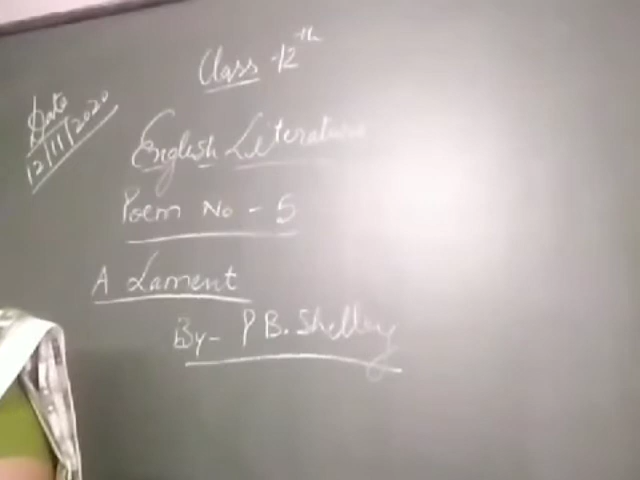 Class - 12th
Date
12/11/2020
English Literature
Poem No - 5
A Lament
By - P B. Shelley